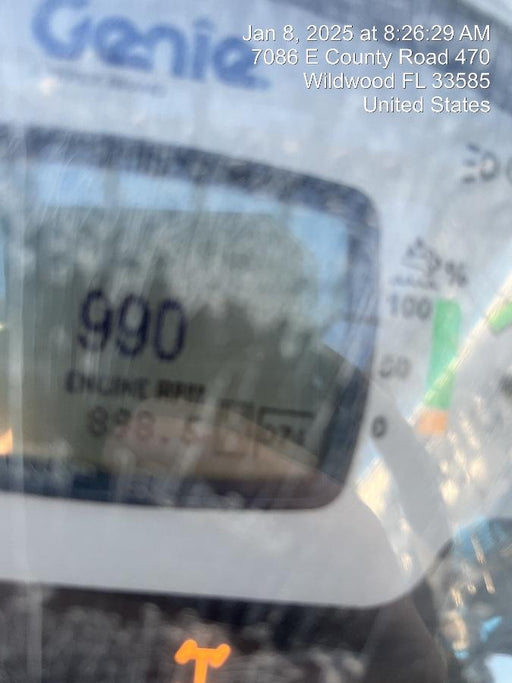 Jan 8, 2025 at 8:26:29 AM
7086 E County Road 470
Wildwood FL 33585
United States
Genie
%
100
50
0
990
ENGINE RPM